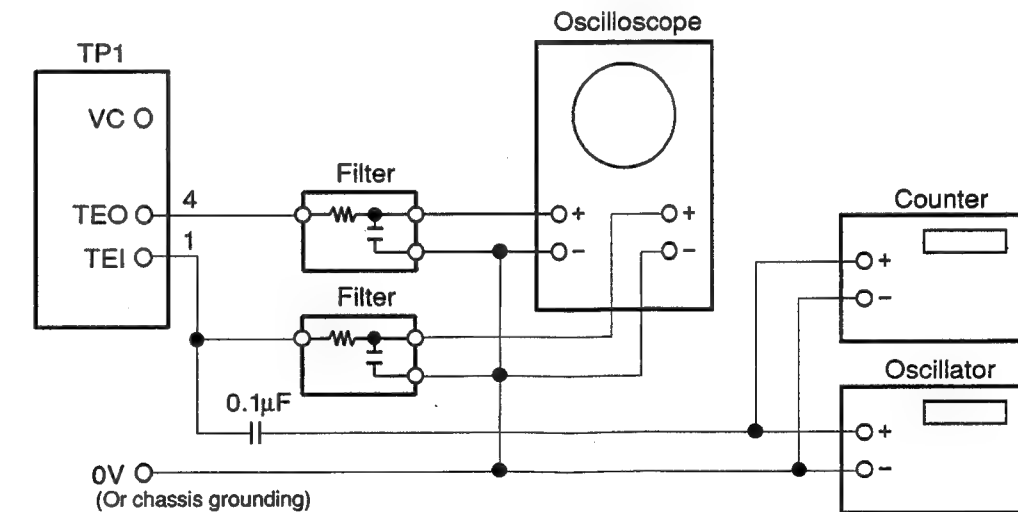 Oscilloscope
TP1
VC
Filter
TEO 4 + +
TEI 1 - -
Counter
+
-
Filter
Oscillator
0.1µF
+
0V -
(Or chassis grounding)